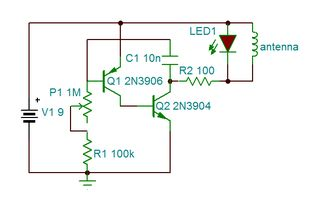 LED1
antenna
C1 10n
R2 100
Q1 2N3906
P1 1M
Q2 2N3904
+
V1 9
R1 100k